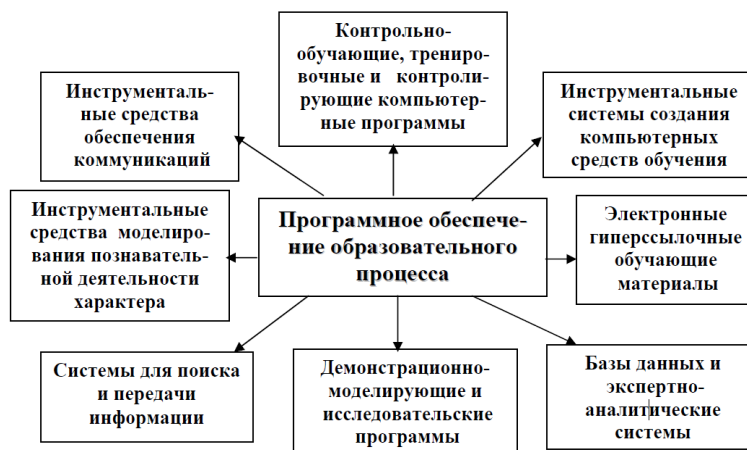 Контрольно-
обучающие, трениро-
вочные и контроли-
рующие компьютер-
ные программы
Инструменталь-
ные средства
обеспечения
коммуникаций
Инструментальные
системы создания
компьютерных
средств обучения
Инструментальные
средства моделиро-
вания познаватель-
ной деятельности
характера
Программное обеспече-
ние образовательного
процесса
Электронные
гиперссылочные
обучающие
материалы
Системы для поиска
и передачи
информации
Демонстрационно-
моделирующие и
исследовательские
программы
Базы данных и
экспертно-
аналитические
системы